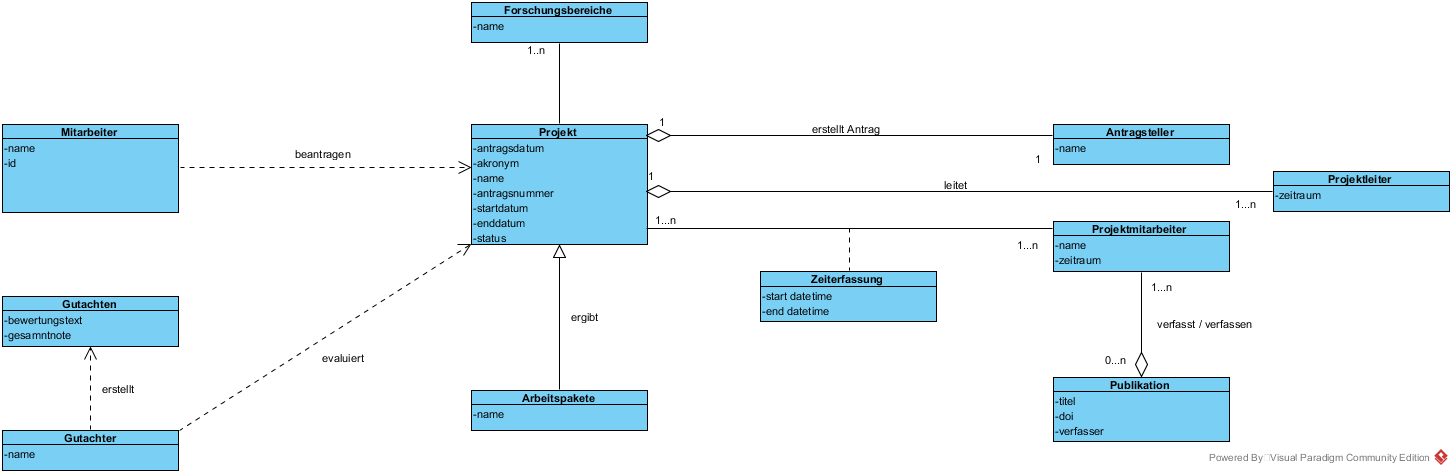 Forschungsbereiche
-name
1..n
Mitarbeiter
-name
-id
beantragen
Projekt
-antragsdatum
-akronym
-name
-antragsnummer
-startdatum
-enddatum
-status
1
erstellt Antrag
1
Antragsteller
-name
1
leitet
1...n
Projektleiter
-zeitraum
1...n
1...n
Projektmitarbeiter
-name
-zeitraum
Zeiterfassung
-start datetime
-end datetime
1...n
verfasst / verfassen
0...n
Publikation
-titel
-doi
-verfasser
Gutachten
-bewertungstext
-gesamntnote
erstellt
Gutachter
-name
evaluiert
ergibt
Arbeitspakete
-name
Powered By Visual Paradigm Community Edition